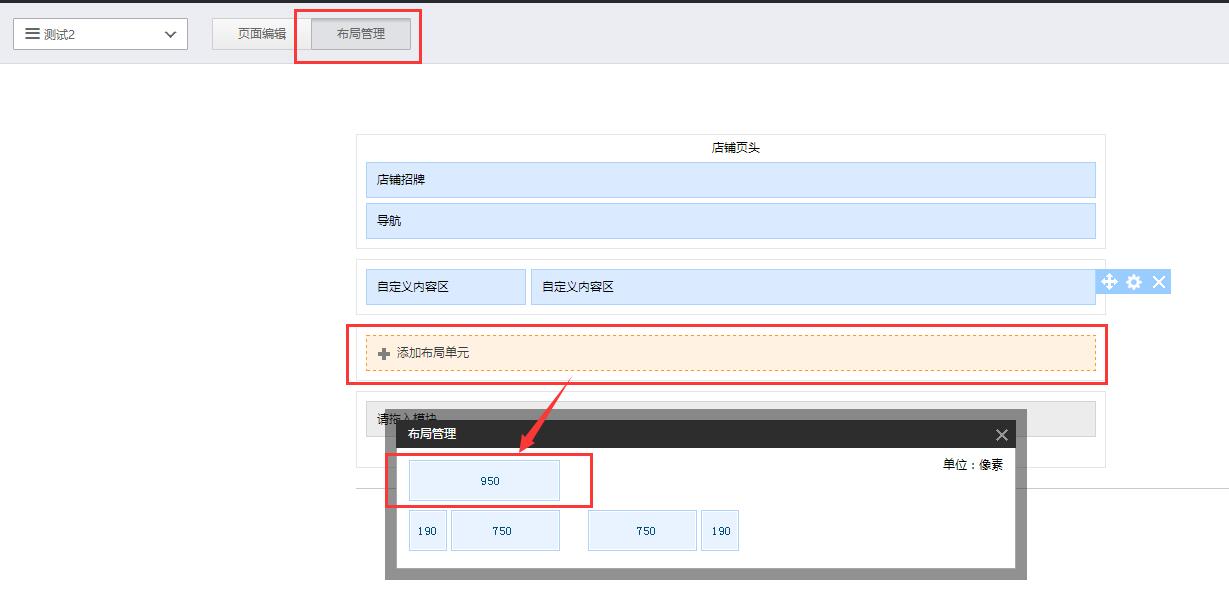 测试2
页面编辑
布局管理
店铺页头
店铺招牌
导航
自定义内容区
自定义内容区
添加布局单元
请拖入模块
布局管理
单位：像素
950
190
750
750
190